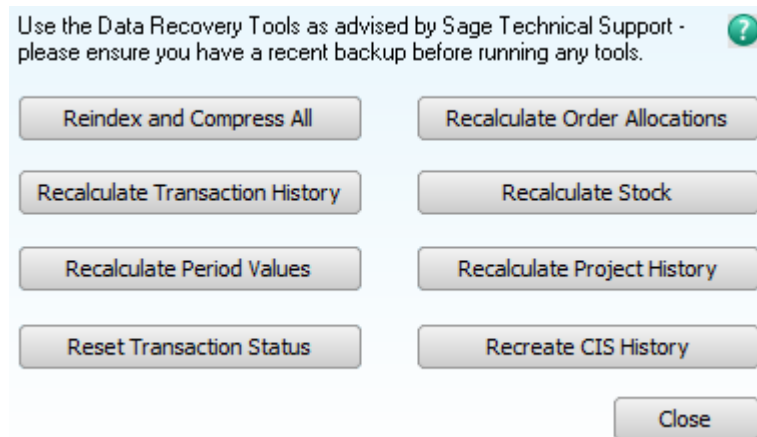 Use the Data Recovery Tools as advised by Sage Technical Support -
please ensure you have a recent backup before running any tools.
?
Reindex and Compress All
Recalculate Order Allocations
Recalculate Transaction History
Recalculate Stock
Recalculate Period Values
Recalculate Project History
Reset Transaction Status
Recreate CIS History
Close